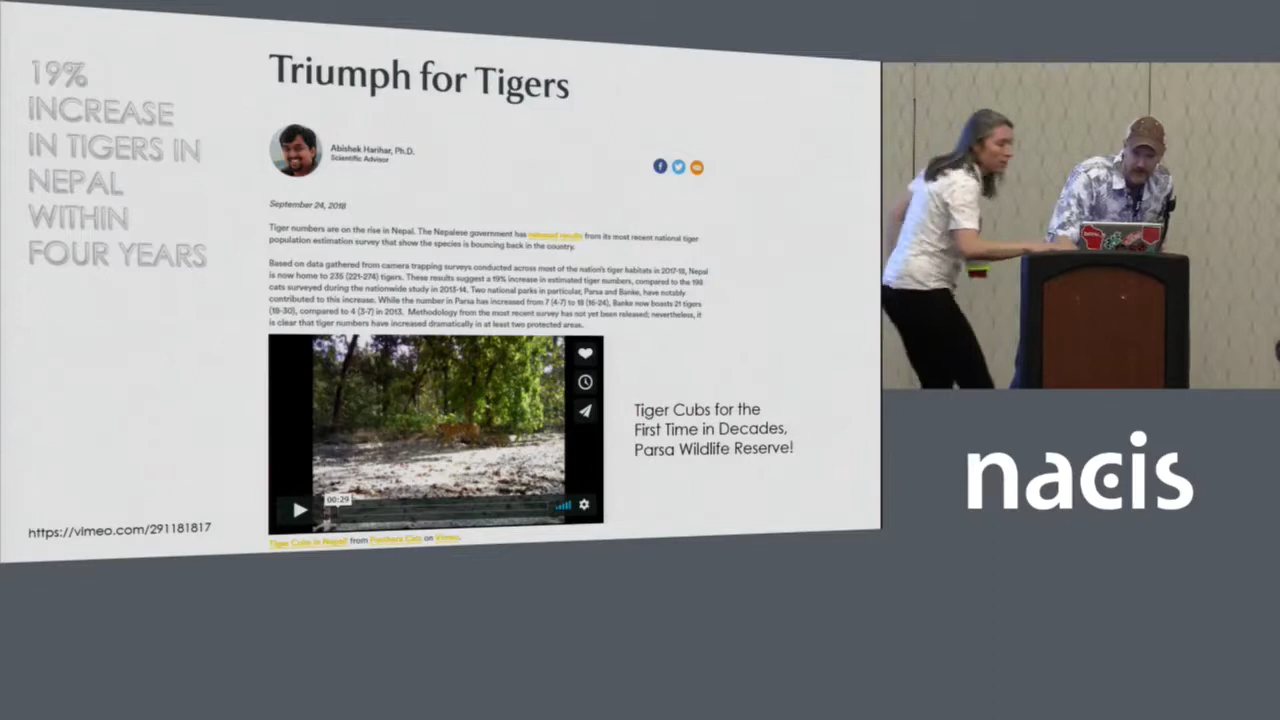 19%
INCREASE
IN TIGERS IN
NEPAL
WITHIN
FOUR YEARS
https://vimeo.com/291181817
Triumph for Tigers
Abishek Harihar, Ph.D.
Scientific Advisor
September 24, 2018
Tiger numbers are on the rise in Nepal. The Nepalese government has released results from its most recent national tiger
population estimation survey that show the species is bouncing back in the country.
Based on data gathered from camera trapping surveys conducted across most of the nation's tiger habitats in 2017-18, Nepal
is now home to 235 (221-274) tigers. These results suggest a 19% increase in estimated tiger numbers, compared to the 198
cats surveyed during the nationwide study in 2013-14. Two national parks in particular, Parsa and Banke, have notably
contributed to this increase. While the number in Parsa has increased from 7 (4-7) to 18 (16-24), Banke now boasts 21 tigers
(18-30), compared to 4 (3-7) in 2013. Methodology from the most recent survey has not yet been released; nevertheless, it
is clear that tiger numbers have increased dramatically in at least two protected areas.
00:29
Tiger Cubs in Nepal! from Panthera Cats on Vimeo.
Tiger Cubs for the
First Time in Decades,
Parsa Wildlife Reserve!
nacis